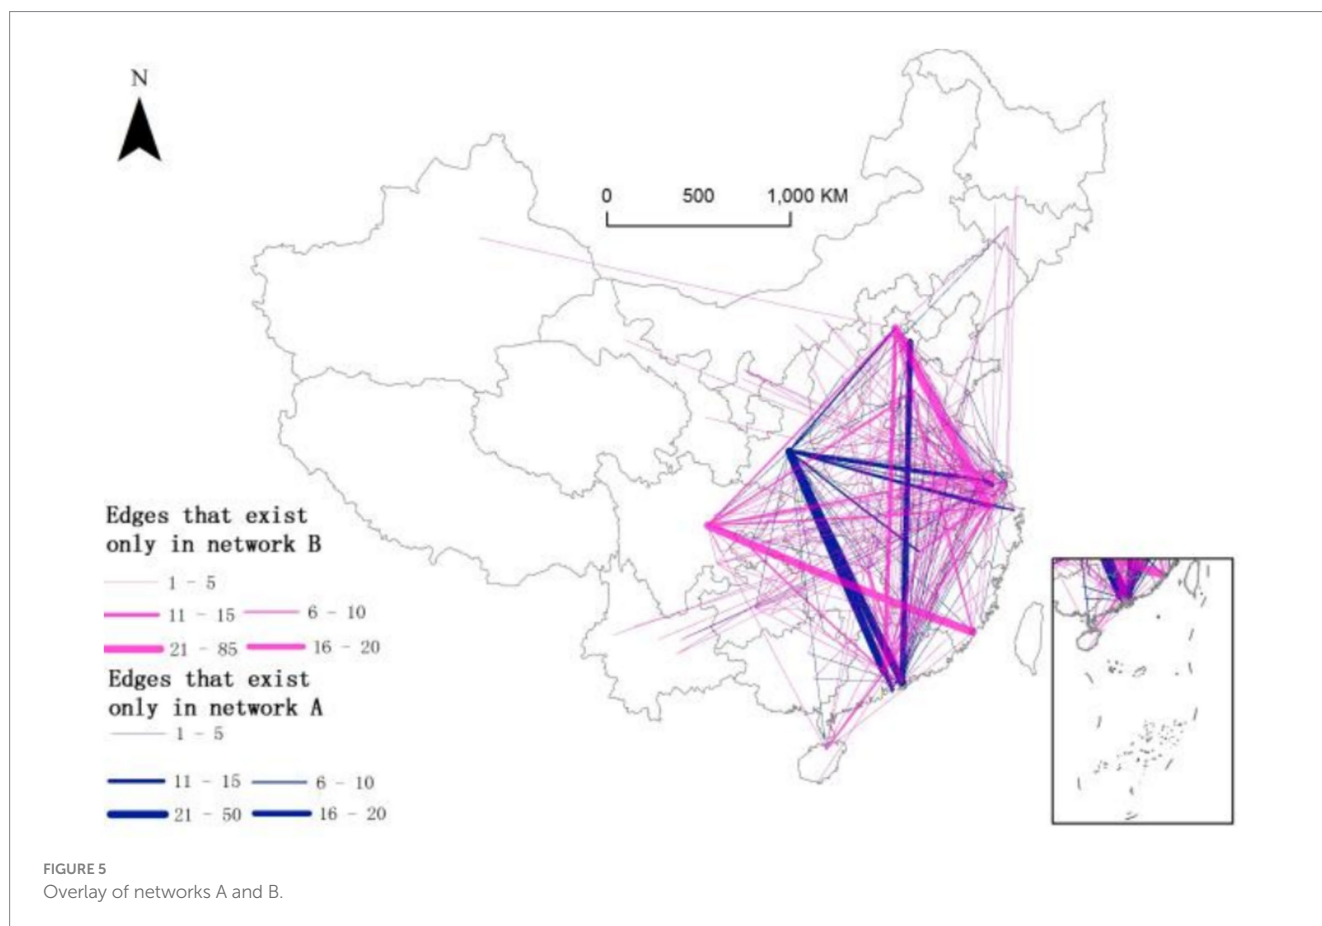 N
0 500 1,000 KM
Edges that exist
only in network B
1 - 5
11 - 15 6 - 10
21 - 85 16 - 20
Edges that exist
only in network A
1 - 5
11 - 15 6 - 10
21 - 50 16 - 20
FIGURE 5
Overlay of networks A and B.